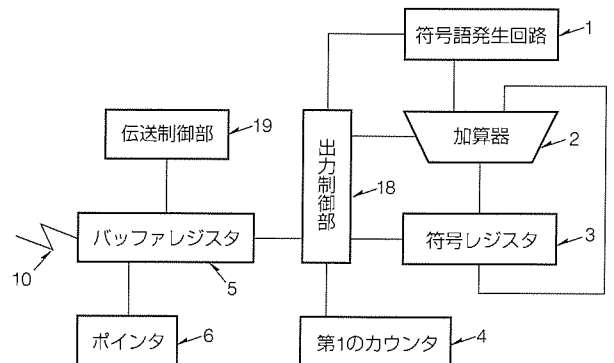 符号語発生回路
1
伝送制御部
19
出力制御部
18
加算器
2
バッファレジスタ
5
10
符号レジスタ
3
ポインタ
6
第1のカウンタ
4